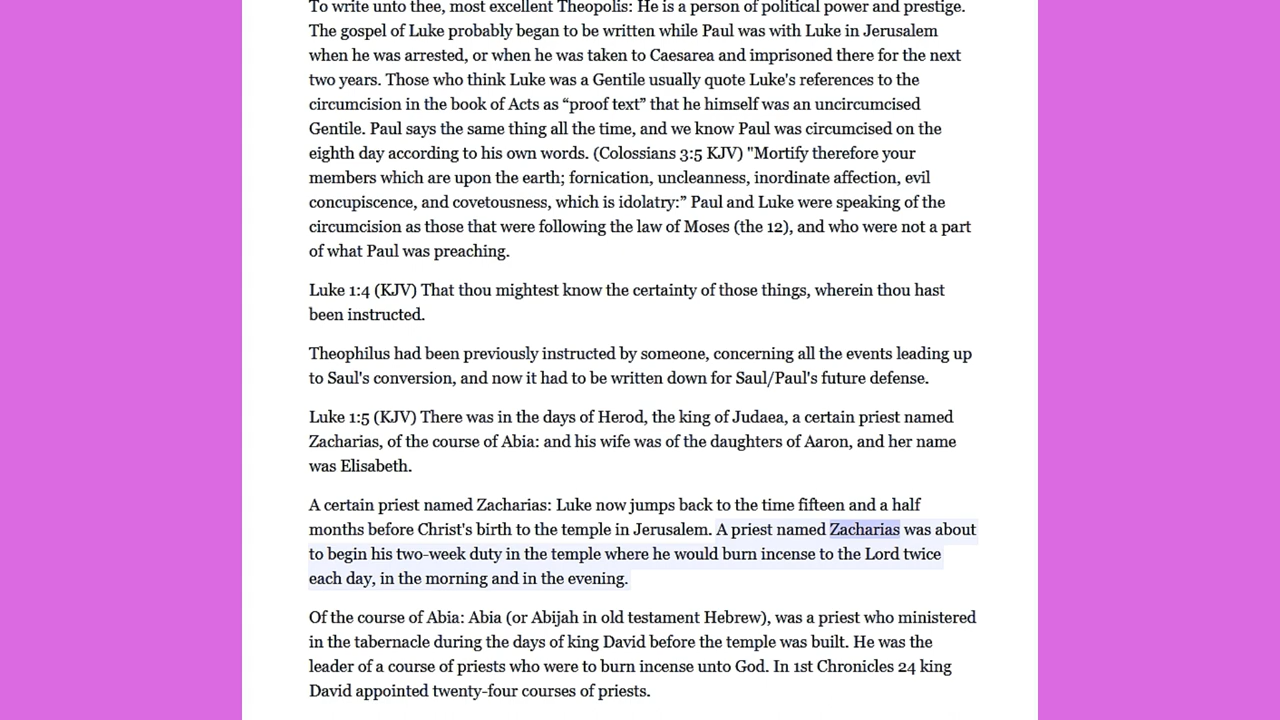 To write unto thee, most excellent Theopolis: He is a person of political power and prestige.
The gospel of Luke probably began to be written while Paul was with Luke in Jerusalem
when he was arrested, or when he was taken to Caesarea and imprisoned there for the next
two years. Those who think Luke was a Gentile usually quote Luke's references to the
circumcision in the book of Acts as “proof text” that he himself was an uncircumcised
Gentile. Paul says the same thing all the time, and we know Paul was circumcised on the
eighth day according to his own words. (Colossians 3:5 KJV) "Mortify therefore your
members which are upon the earth; fornication, uncleanness, inordinate affection, evil
concupiscence, and covetousness, which is idolatry:” Paul and Luke were speaking of the
circumcision as those that were following the law of Moses (the 12), and who were not a part
of what Paul was preaching.
Luke 1:4 (KJV) That thou mightest know the certainty of those things, wherein thou hast
been instructed.
Theophilus had been previously instructed by someone, concerning all the events leading up
to Saul's conversion, and now it had to be written down for Saul/Paul's future defense.
Luke 1:5 (KJV) There was in the days of Herod, the king of Judaea, a certain priest named
Zacharias, of the course of Abia: and his wife was of the daughters of Aaron, and her name
was Elisabeth.
A certain priest named Zacharias: Luke now jumps back to the time fifteen and a half
months before Christ's birth to the temple in Jerusalem. A priest named Zacharias was about
to begin his two-week duty in the temple where he would burn incense to the Lord twice
each day, in the morning and in the evening.
Of the course of Abia: Abia (or Abijah in old testament Hebrew), was a priest who ministered
in the tabernacle during the days of king David before the temple was built. He was the
leader of a course of priests who were to burn incense unto God. In 1st Chronicles 24 king
David appointed twenty-four courses of priests.